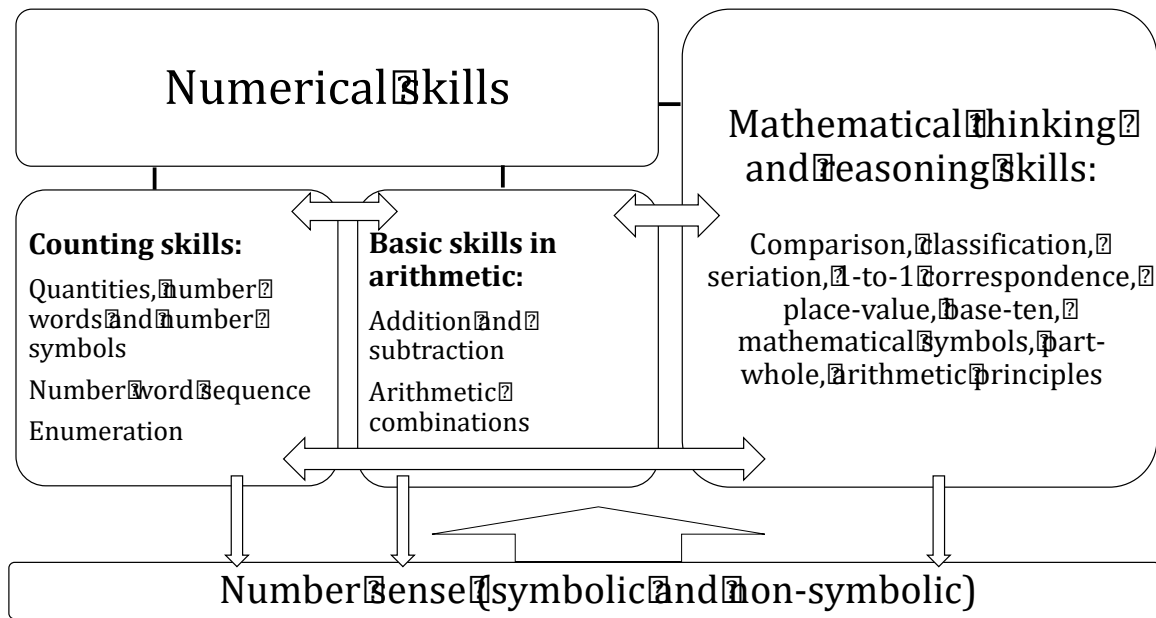 Numerical skills
Mathematical thinking
and reasoning skills:
Comparison, classification,
seriation, 1-to-1 correspondence,
place-value, base-ten,
mathematical symbols, part-
whole, arithmetic principles
Counting skills:
Quantities, number
words and number
symbols
Number word sequence
Enumeration
Basic skills in
arithmetic:
Addition and
subtraction
Arithmetic
combinations
Number sense (symbolic and non-symbolic)